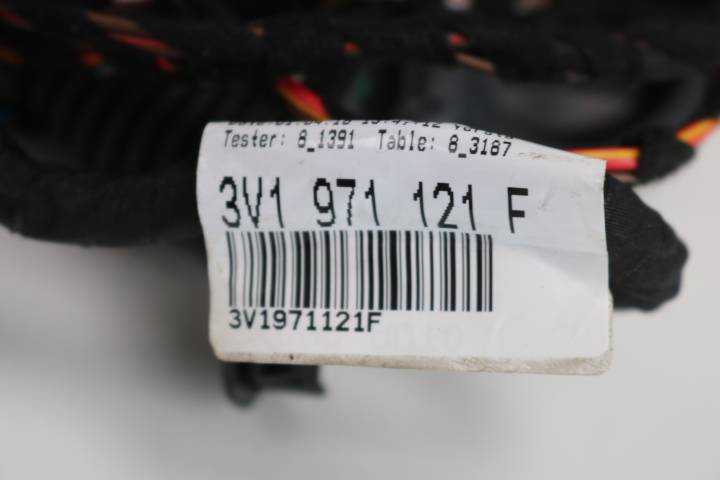 Tester: 8_1391 Table: 8_3187
3V1 971 121 F
3V1971121F